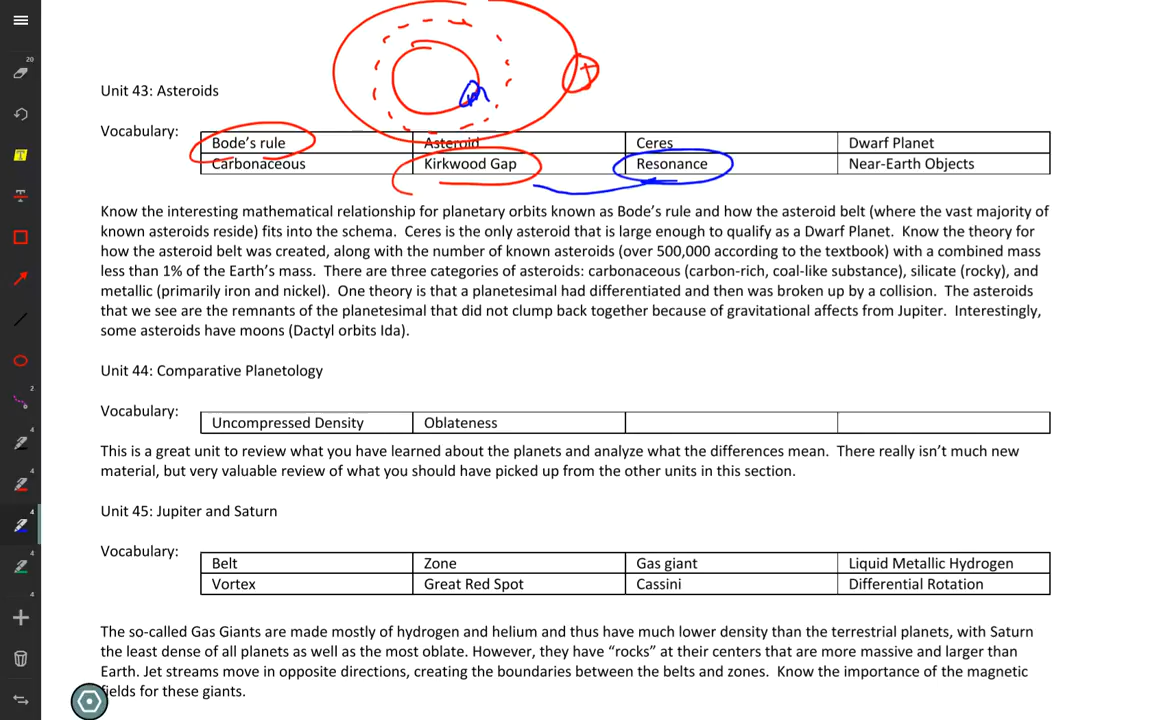 20
Unit 43: Asteroids
Vocabulary:
Bode's rule Asteroid Ceres Dwarf Planet
Carbonaceous Kirkwood Gap Resonance Near-Earth Objects
Know the interesting mathematical relationship for planetary orbits known as Bode's rule and how the asteroid belt (where the vast majority of
known asteroids reside) fits into the schema.  Ceres is the only asteroid that is large enough to qualify as a Dwarf Planet.  Know the theory for
how the asteroid belt was created, along with the number of known asteroids (over 500,000 according to the textbook) with a combined mass
less than 1% of the Earth's mass.  There are three categories of asteroids: carbonaceous (carbon-rich, coal-like substance), silicate (rocky), and
metallic (primarily iron and nickel).  One theory is that a planetesimal had differentiated and then was broken up by a collision.  The asteroids
that we see are the remnants of the planetesimal that did not clump back together because of gravitational affects from Jupiter.  Interestingly,
some asteroids have moons (Dactyl orbits Ida).
Unit 44: Comparative Planetology
2
Vocabulary:
Uncompressed Density Oblateness
4
This is a great unit to review what you have learned about the planets and analyze what the differences mean.  There really isn't much new
material, but very valuable review of what you should have picked up from the other units in this section.
4
Unit 45: Jupiter and Saturn
4
Vocabulary:
4
Belt Zone Gas giant Liquid Metallic Hydrogen
Vortex Great Red Spot Cassini Differential Rotation
4
The so-called Gas Giants are made mostly of hydrogen and helium and thus have much lower density than the terrestrial planets, with Saturn
the least dense of all planets as well as the most oblate. However, they have "rocks" at their centers that are more massive and larger than
Earth. Jet streams move in opposite directions, creating the boundaries between the belts and zones.  Know the importance of the magnetic
fields for these giants.